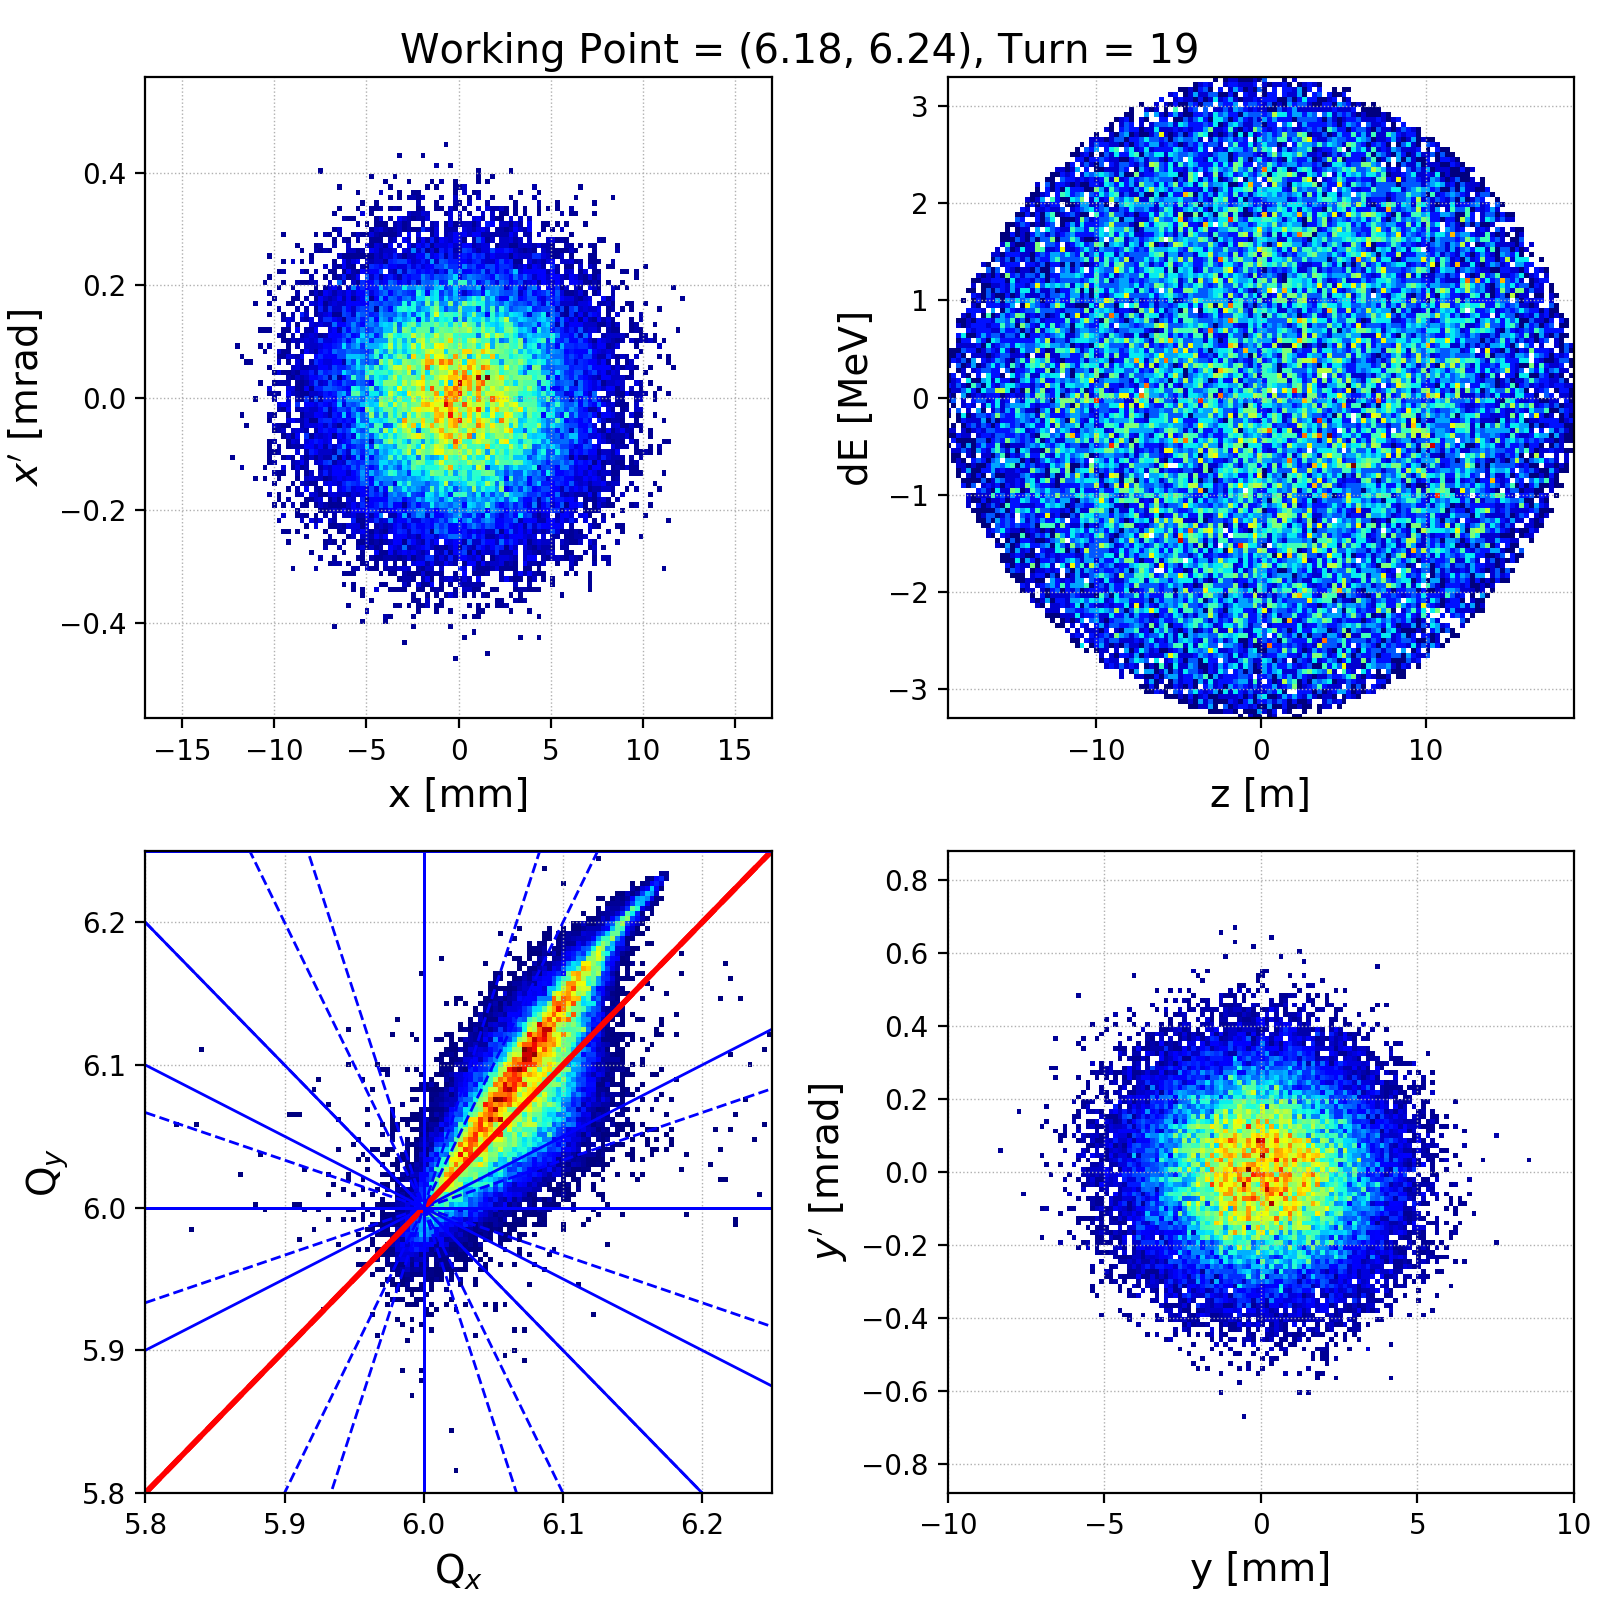 Working Point = (6.18, 6.24), Turn = 19
x′ [mrad]
0.4
0.2
0.0
−0.2
−0.4
−15 −10 −5 0 5 10 15
x [mm]
dE [MeV]
3
2
1
0
−1
−2
−3
−10 0 10
z [m]
Qy
6.2
6.1
6.0
5.9
5.8
5.8 5.9 6.0 6.1 6.2
Qx
y′ [mrad]
0.8
0.6
0.4
0.2
0.0
−0.2
−0.4
−0.6
−0.8
−10 −5 0 5 10
y [mm]